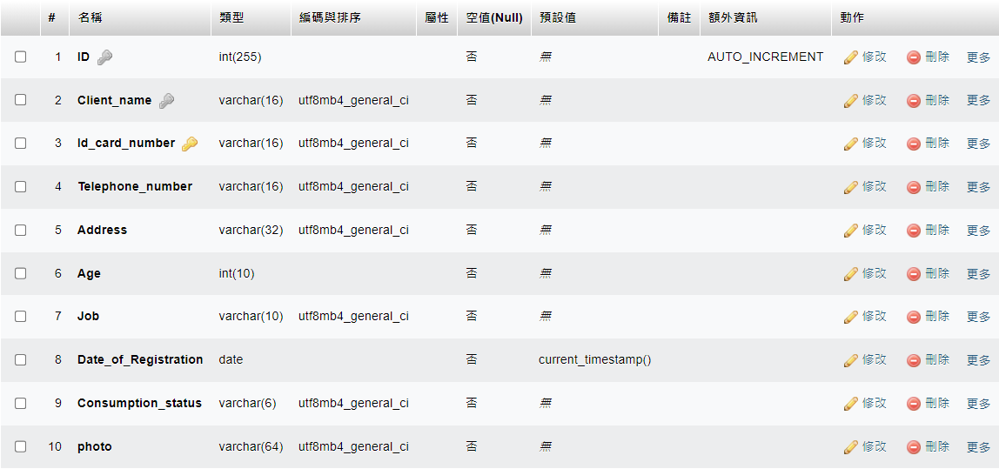 # 名稱 類型 編碼與排序 屬性 空值(Null) 預設值 備註 額外資訊 動作
1 ID int(255) 否 無 AUTO_INCREMENT 修改 刪除 更多
2 Client_name varchar(16) utf8mb4_general_ci 否 無 修改 刪除 更多
3 Id_card_number varchar(16) utf8mb4_general_ci 否 無 修改 刪除 更多
4 Telephone_number varchar(16) utf8mb4_general_ci 否 無 修改 刪除 更多
5 Address varchar(32) utf8mb4_general_ci 否 無 修改 刪除 更多
6 Age int(10) 否 無 修改 刪除 更多
7 Job varchar(10) utf8mb4_general_ci 否 無 修改 刪除 更多
8 Date_of_Registration date 否 current_timestamp() 修改 刪除 更多
9 Consumption_status varchar(6) utf8mb4_general_ci 否 無 修改 刪除 更多
10 photo varchar(64) utf8mb4_general_ci 否 無 修改 刪除 更多